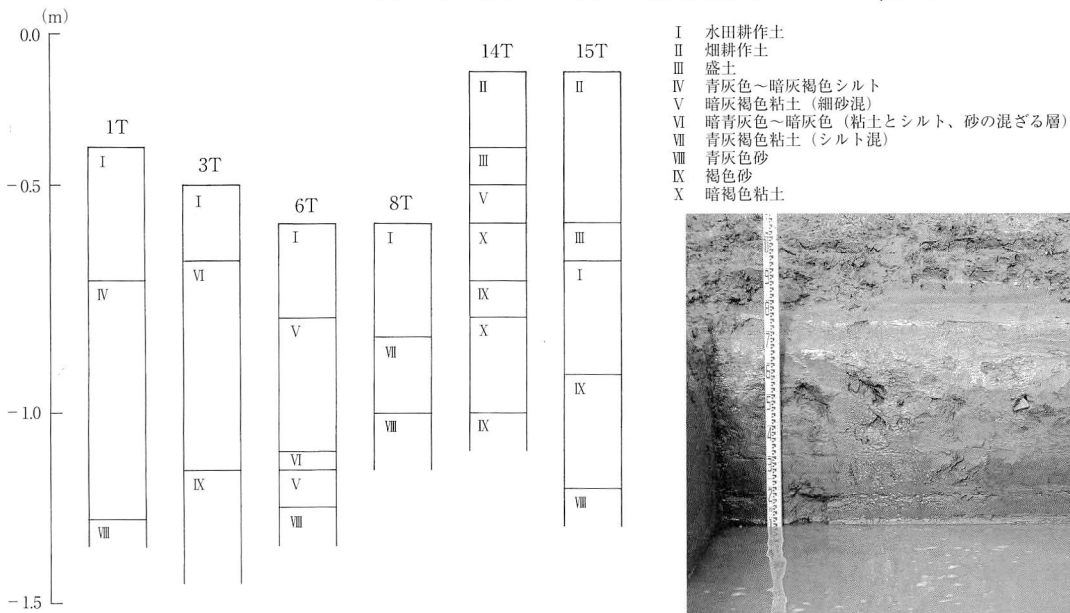 (m)
0.0
-0.5
-1.0
-1.5
1T
I
IV
VIII
3T
I
VI
IX
6T
I
V
VI
V
VIII
8T
I
VII
VIII
14T
II
III
V
X
IX
X
IX
15T
II
III
I
IX
VIII
I 水田耕作土
II 畑耕作土
III 盛土
IV 青灰色～暗灰褐色シルト
V 暗灰褐色粘土（細砂混）
VI 暗青灰色～暗灰色（粘土とシルト、砂の混ざる層）
VII 青灰褐色粘土（シルト混）
VIII 青灰色砂
IX 褐色砂
X 暗褐色粘土